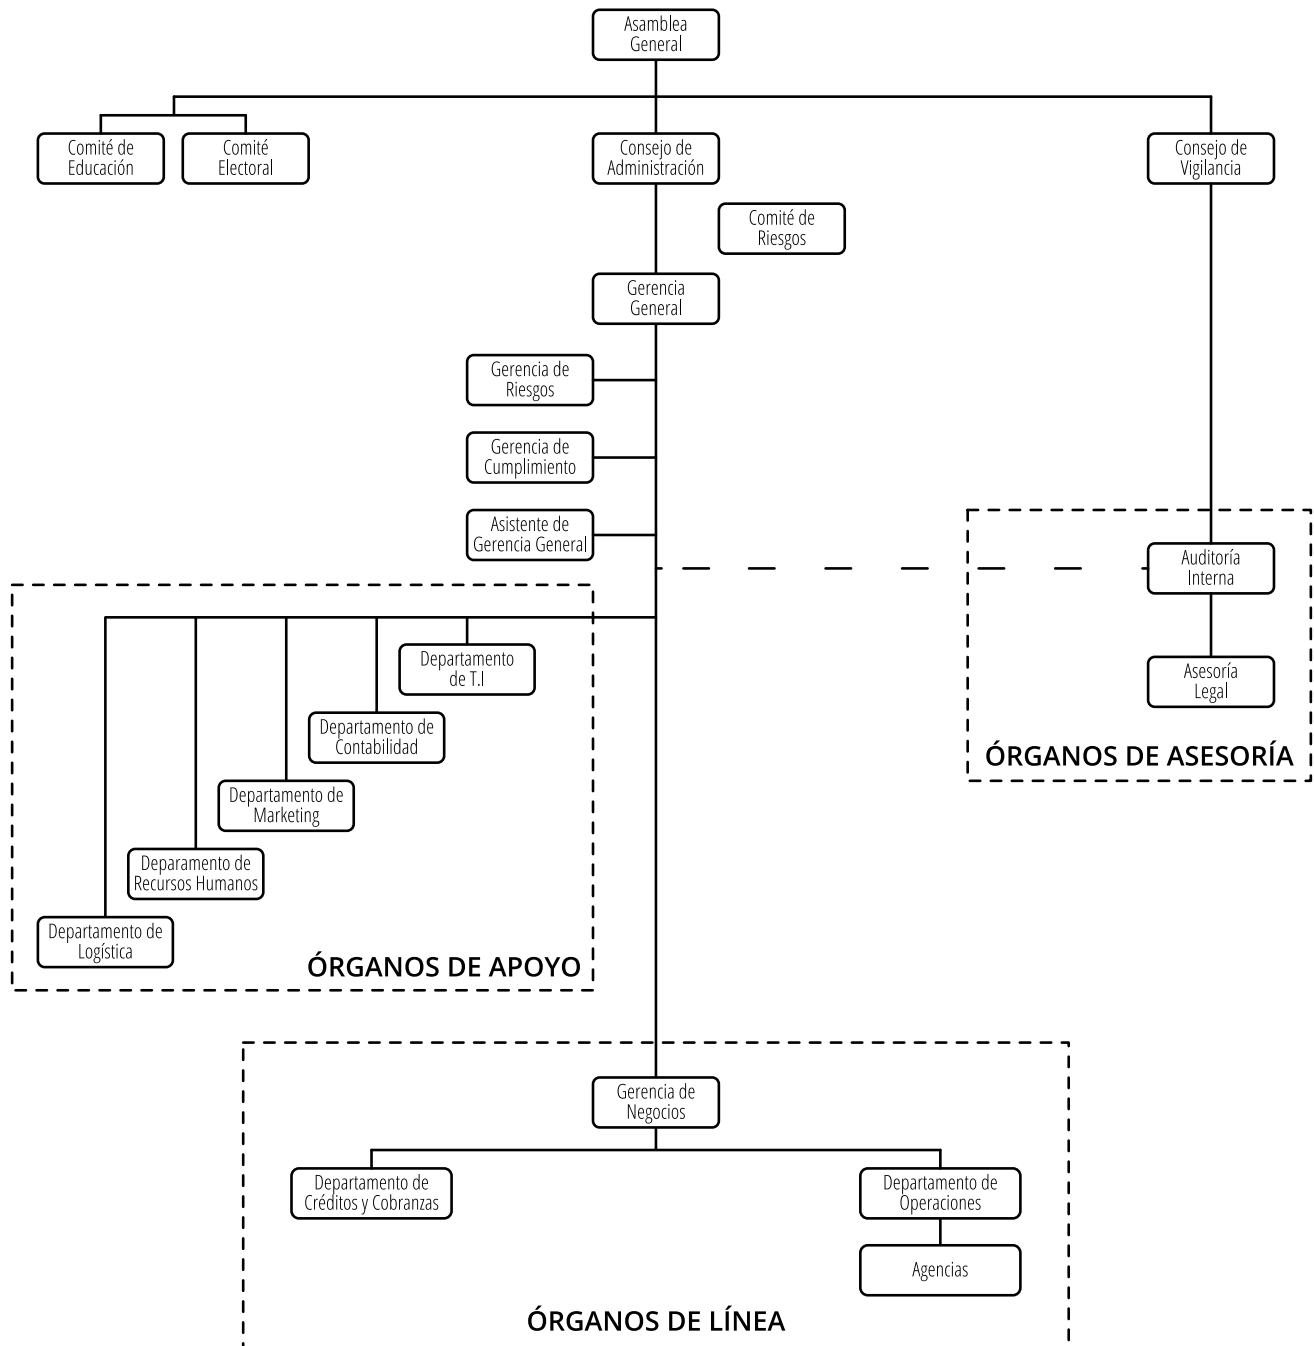 Asamblea
General
Comité de
Educación
Comité
Electoral
Consejo de
Administración
Consejo de
Vigilancia
Comité de
Riesgos
Gerencia
General
Gerencia de
Riesgos
Gerencia de
Cumplimiento
Asistente de
Gerencia General
Auditoría
Interna
Asesoría
Legal
ÓRGANOS DE ASESORÍA
Departamento
de T.I
Departamento de
Contabilidad
Departamento de
Marketing
Deparamento de
Recursos Humanos
Departamento de
Logística
ÓRGANOS DE APOYO
Gerencia de
Negocios
Departamento de
Créditos y Cobranzas
Departamento de
Operaciones
Agencias
ÓRGANOS DE LÍNEA